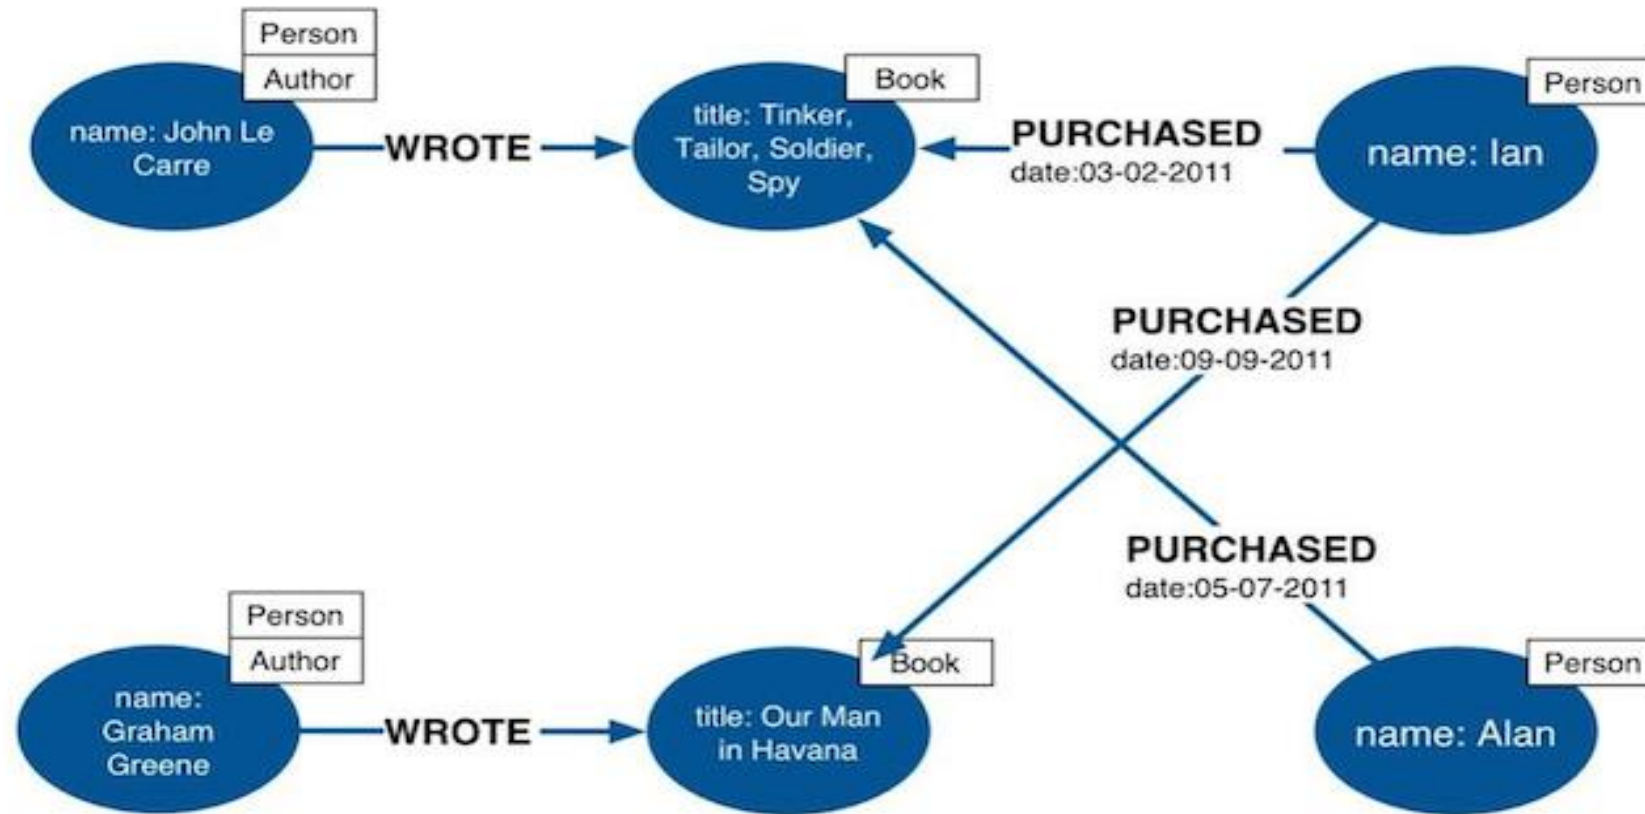 Person
Author
name: John Le
Carre
WROTE
Book
title: Tinker,
Tailor, Soldier,
Spy
PURCHASED
date:03-02-2011
Person
name: Ian
PURCHASED
date:09-09-2011
PURCHASED
date:05-07-2011
Person
Author
name:
Graham
Greene
WROTE
Book
title: Our Man
in Havana
Person
name: Alan